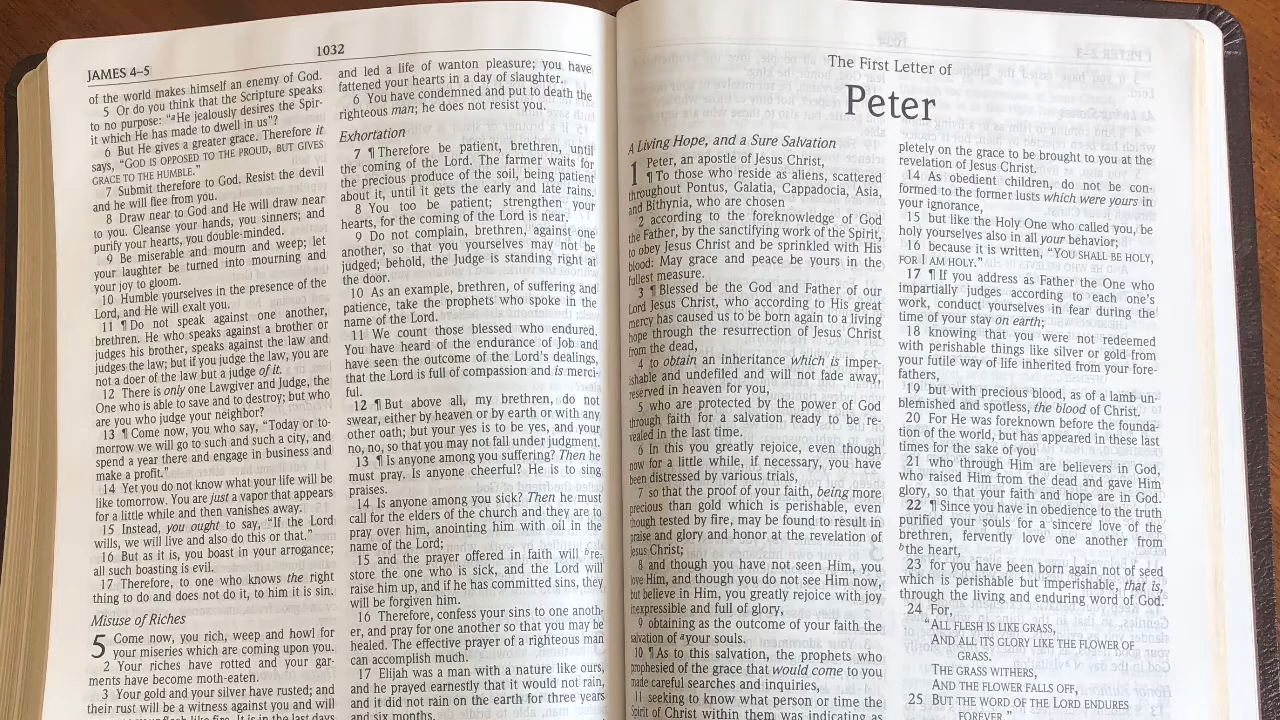 JAMES 4–5
1032
of the world makes himself an enemy of God.
5 Or do you think that the Scripture speaks
to no purpose: “ᵃHe jealously desires the Spir-
it which He has made to dwell in us”?
6 But He gives a greater grace. Therefore it
says, “GOD IS OPPOSED TO THE PROUD, BUT GIVES
GRACE TO THE HUMBLE.”
7 Submit therefore to God. Resist the devil
and he will flee from you.
8 Draw near to God and He will draw near
to you. Cleanse your hands, you sinners; and
purify your hearts, you double-minded.
9 Be miserable and mourn and weep; let
your laughter be turned into mourning and
your joy to gloom.
10 Humble yourselves in the presence of the
Lord, and He will exalt you.
11 ¶ Do not speak against one another,
brethren. He who speaks against a brother or
judges his brother, speaks against the law and
judges the law; but if you judge the law, you are
not a doer of the law but a judge of it.
12 There is only one Lawgiver and Judge, the
One who is able to save and to destroy; but who
are you who judge your neighbor?
13 ¶ Come now, you who say, “Today or to-
morrow we will go to such and such a city, and
spend a year there and engage in business and
make a profit.”
14 Yet you do not know what your life will be
like tomorrow. You are just a vapor that appears
for a little while and then vanishes away.
15 Instead, you ought to say, “If the Lord
wills, we will live and also do this or that.”
16 But as it is, you boast in your arrogance;
all such boasting is evil.
17 Therefore, to one who knows the right
thing to do and does not do it, to him it is sin.
Misuse of Riches
5 Come now, you rich, weep and howl for
your miseries which are coming upon you.
2 Your riches have rotted and your gar-
ments have become moth-eaten.
3 Your gold and your silver have rusted; and
their rust will be a witness against you and will
flesh like fire. It is in the last days
and led a life of wanton pleasure; you have
fattened your hearts in a day of slaughter.
6 You have condemned and put to death the
righteous man; he does not resist you.
Exhortation
7 ¶ Therefore be patient, brethren, until
the coming of the Lord. The farmer waits for
the precious produce of the soil, being patient
about it, until it gets the early and late rains.
8 You too be patient; strengthen your
hearts, for the coming of the Lord is near.
9 Do not complain, brethren, against one
another, so that you yourselves may not be
judged; behold, the Judge is standing right at
the door.
10 As an example, brethren, of suffering and
patience, take the prophets who spoke in the
name of the Lord.
11 We count those blessed who endured.
You have heard of the endurance of Job and
have seen the outcome of the Lord’s dealings,
that the Lord is full of compassion and is merci-
ful.
12 ¶ But above all, my brethren, do not
swear, either by heaven or by earth or with any
other oath; but your yes is to be yes, and your
no, no, so that you may not fall under judgment.
13 ¶ Is anyone among you suffering? Then he
must pray. Is anyone cheerful? He is to sing
praises.
14 Is anyone among you sick? Then he must
call for the elders of the church and they are to
pray over him, anointing him with oil in the
name of the Lord;
15 and the prayer offered in faith will ᵇre-
store the one who is sick, and the Lord will
raise him up, and if he has committed sins, they
will be forgiven him.
16 Therefore, confess your sins to one anoth-
er, and pray for one another so that you may be
healed. The effective prayer of a righteous man
can accomplish much.
17 Elijah was a man with a nature like ours,
and he prayed earnestly that it would not rain,
and it did not rain on the earth for three years
and six months.
The First Letter of
Peter
A Living Hope, and a Sure Salvation
1 Peter, an apostle of Jesus Christ,
¶ To those who reside as aliens, scattered
throughout Pontus, Galatia, Cappadocia, Asia,
and Bithynia, who are chosen
2 according to the foreknowledge of God
the Father, by the sanctifying work of the Spirit,
to obey Jesus Christ and be sprinkled with His
blood: May grace and peace be yours in the
fullest measure.
3 ¶ Blessed be the God and Father of our
Lord Jesus Christ, who according to His great
mercy has caused us to be born again to a living
hope through the resurrection of Jesus Christ
from the dead,
4 to obtain an inheritance which is imper-
ishable and undefiled and will not fade away,
reserved in heaven for you,
5 who are protected by the power of God
through faith for a salvation ready to be re-
vealed in the last time.
6 In this you greatly rejoice, even though
now for a little while, if necessary, you have
been distressed by various trials,
7 so that the proof of your faith, being more
precious than gold which is perishable, even
though tested by fire, may be found to result in
praise and glory and honor at the revelation of
Jesus Christ;
8 and though you have not seen Him, you
love Him, and though you do not see Him now,
but believe in Him, you greatly rejoice with joy
inexpressible and full of glory,
9 obtaining as the outcome of your faith the
salvation of ᵃyour souls.
10 ¶ As to this salvation, the prophets who
prophesied of the grace that would come to you
made careful searches and inquiries,
11 seeking to know what person or time the
Spirit of Christ within them was indicating as
pletely on the grace to be brought to you at the
revelation of Jesus Christ.
14 As obedient children, do not be con-
formed to the former lusts which were yours in
your ignorance,
15 but like the Holy One who called you, be
holy yourselves also in all your behavior;
16 because it is written, “YOU SHALL BE HOLY,
FOR I AM HOLY.”
17 ¶ If you address as Father the One who
impartially judges according to each one’s
work, conduct yourselves in fear during the
time of your stay on earth;
18 knowing that you were not redeemed
with perishable things like silver or gold from
your futile way of life inherited from your fore-
fathers,
19 but with precious blood, as of a lamb un-
blemished and spotless, the blood of Christ.
20 For He was foreknown before the founda-
tion of the world, but has appeared in these last
times for the sake of you
21 who through Him are believers in God,
who raised Him from the dead and gave Him
glory, so that your faith and hope are in God.
22 ¶ Since you have in obedience to the truth
purified your souls for a sincere love of the
brethren, fervently love one another from
ᵇthe heart,
23 for you have been born again not of seed
which is perishable but imperishable, that is,
through the living and enduring word of God.
24 For,
“ALL FLESH IS LIKE GRASS,
AND ALL ITS GLORY LIKE THE FLOWER OF
GRASS.
THE GRASS WITHERS,
AND THE FLOWER FALLS OFF,
25 BUT THE WORD OF THE LORD ENDURES
FOREVER.”